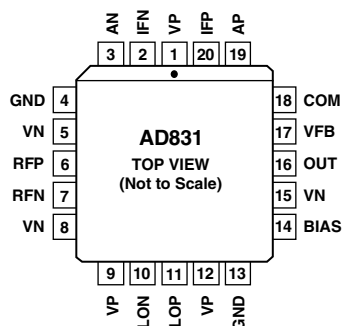 AN IFN VP IFP AP
3 2 1 20 19
GND 4
VN 5
RFP 6
RFN 7
VN 8
AD831
TOP VIEW
(Not to Scale)
18 COM
17 VFB
16 OUT
15 VN
14 BIAS
9 10 11 12 13
VP LON LOP VP GND